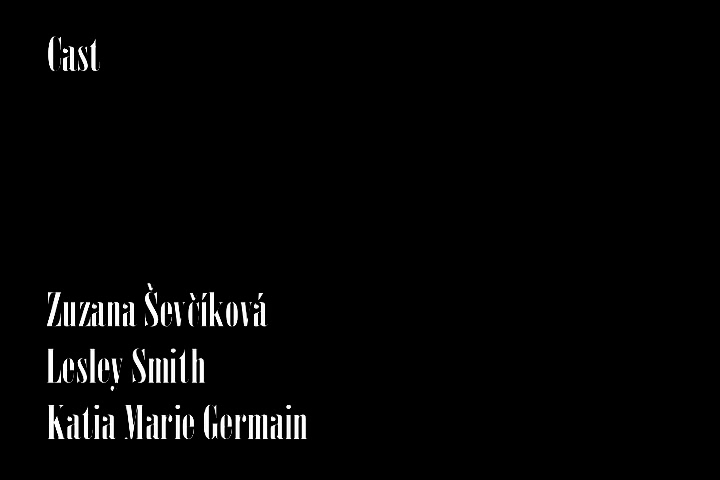 Cast
Zuzana Ševčíková
Lesley Smith
Katia Marie Germain